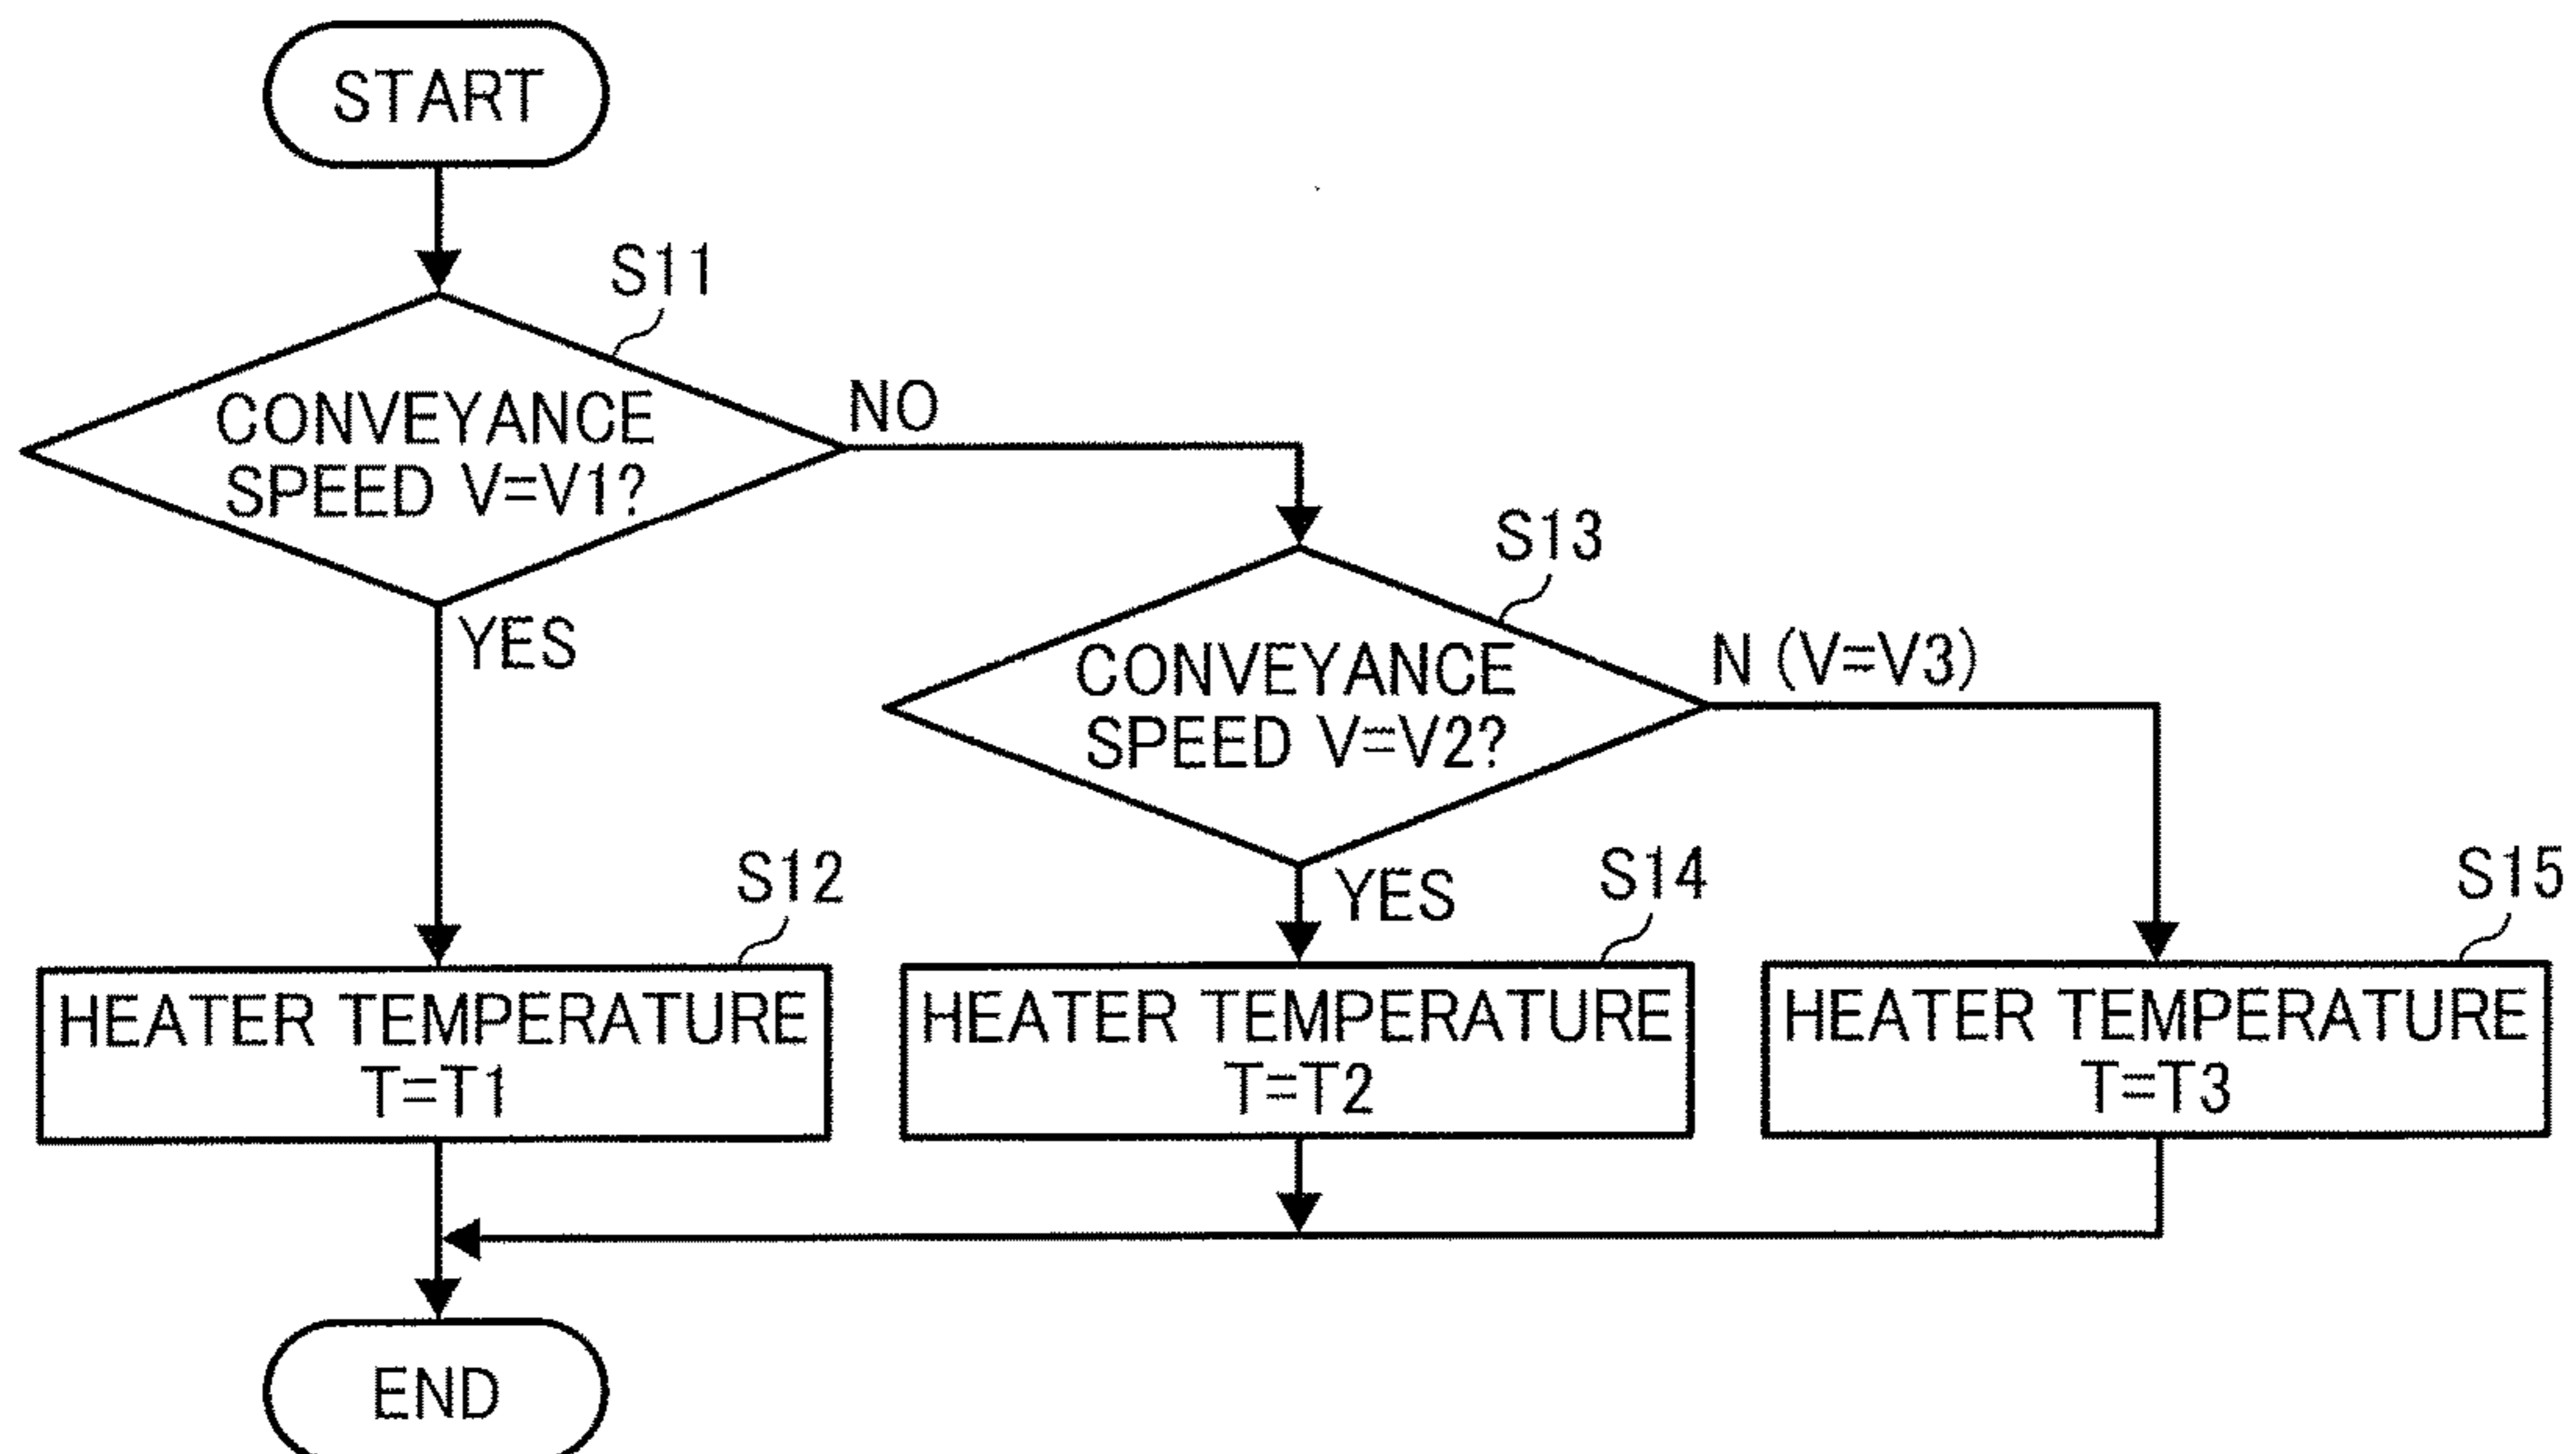 START
S11
CONVEYANCE
SPEED V=V1?
NO
YES
S13
CONVEYANCE
SPEED V=V2?
N (V=V3)
YES
S12
HEATER TEMPERATURE
T=T1
S14
HEATER TEMPERATURE
T=T2
S15
HEATER TEMPERATURE
T=T3
END